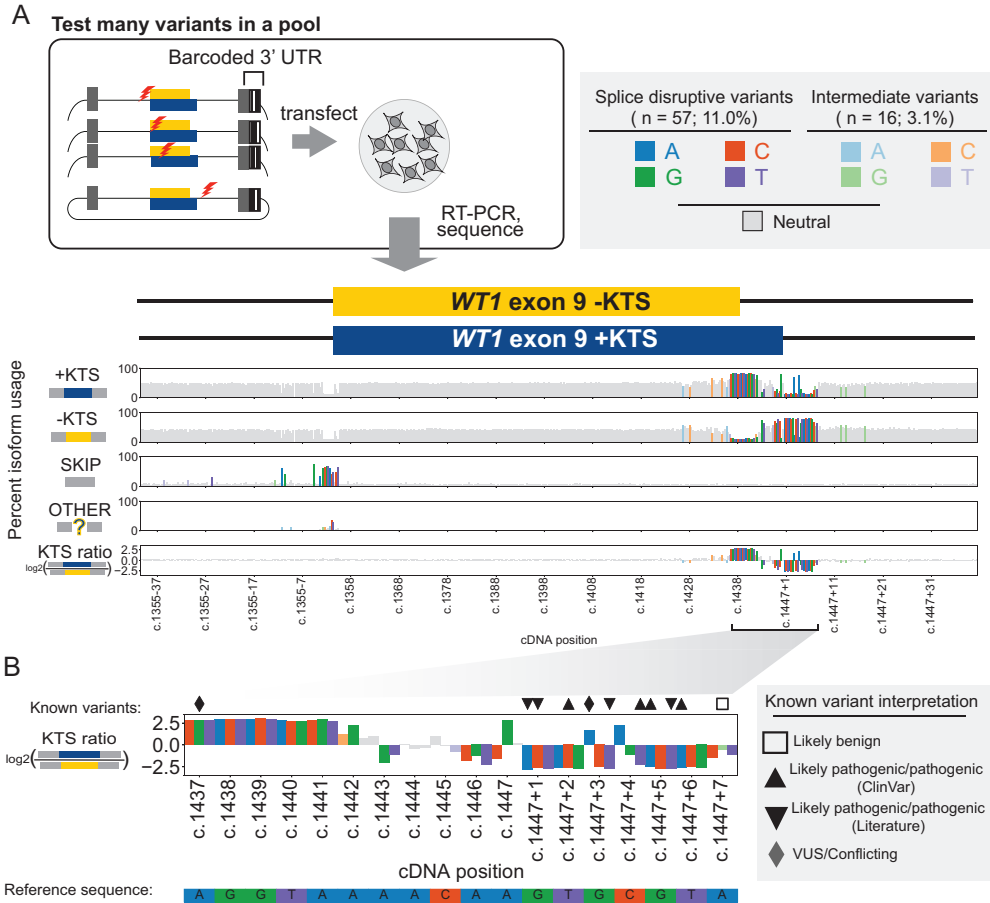 A
Test many variants in a pool
Barcoded 3' UTR
transfect
RT-PCR,
sequence
Splice disruptive variants
( n = 57; 11.0%)
Intermediate variants
( n = 16; 3.1%)
A C A C
G T G T
Neutral
WT1 exon 9 -KTS
WT1 exon 9 +KTS
Percent isoform usage
+KTS
100
0
-KTS
100
0
SKIP
100
0
OTHER
?
100
0
KTS ratio
log2( )
2.5
0.0
−2.5
c.1355-37
c.1355-27
c.1355-17
c.1355-7
c.1358
c.1368
c.1378
c.1388
c.1398
c.1408
c.1418
c.1428
c.1438
c.1447+1
c.1447+11
c.1447+21
c.1447+31
cDNA position
B
Known variants:
KTS ratio
log2( )
2.5
0.0
−2.5
c.1437
c.1438
c.1439
c.1440
c.1441
c.1442
c.1443
c.1444
c.1445
c.1446
c.1447
c.1447+1
c.1447+2
c.1447+3
c.1447+4
c.1447+5
c.1447+6
c.1447+7
cDNA position
Reference sequence:
A G G T A A A A C A A G T G C G T A
Known variant interpretation
Likely benign
Likely pathogenic/pathogenic
(ClinVar)
Likely pathogenic/pathogenic
(Literature)
VUS/Conflicting